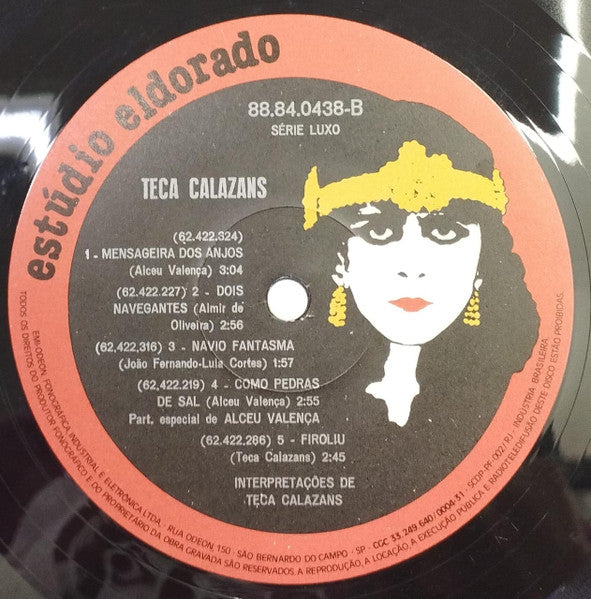 estúdio eldorado
88.84.0438-B
SÉRIE LUXO
TECA CALAZANS
(62.422.324)
1 - MENSAGEIRA DOS ANJOS
(Alceu Valença) 3:04
(62.422.227) 2 - DOIS
NAVEGANTES (Almir de
Oliveira) 2:56
(62.422,316) 3 - NAVIO FANTASMA
(João Fernando-Luia Cortes) 1:57
(62,422.219) 4 - COMO PEDRAS
DE SAL (Alceu Valença) 2:55
Part. especial de ALCEU VALENÇA
(62.422.286) 5 - FIROLIU
(Teca Calazans) 2:45
INTERPRETAÇÕES DE
TECA CALAZANS
EMI-ODEON, FONOGRÁFICA, INDUSTRIAL E ELETRÔNICA LTDA. - RUA ODEON, 150 - SÃO BERNARDO DO CAMPO - SP - CGC 33.249.640/0004-31 - SCDP-PF-002/RJ - INDÚSTRIA BRASILEIRA.
TODOS OS DIREITOS DO PRODUTOR FONOGRÁFICO E DO PROPRIETÁRIO DA OBRA GRAVADA SÃO RESERVADOS. A REPRODUÇÃO, A LOCAÇÃO, A EXECUÇÃO PÚBLICA E RADIOTELEDIFUSÃO DESTE DISCO ESTÃO PROIBIDAS.